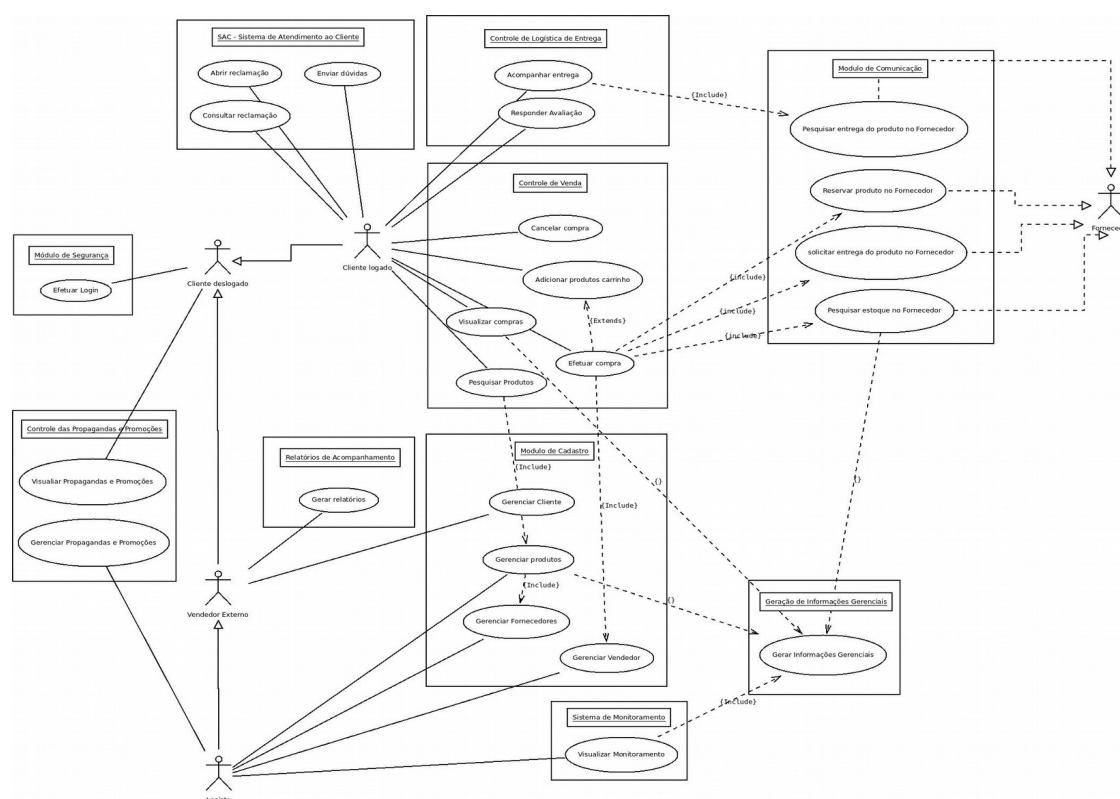 SAC - Sistema de Atendimento ao Cliente
Abrir reclamação
Enviar dúvidas
Consultar reclamação
Controle de Logística de Entrega
Acompanhar entrega
Responder Avaliação
{Include}
Modulo de Comunicação
Pesquisar entrega do produto no Fornecedor
Reservar produto no Fornecedor
solicitar entrega do produto no Fornecedor
Pesquisar estoque no Fornecedor
Controle de Venda
Cancelar compra
Adicionar produtos carrinho
Visualizar compras
{Extends}
Efetuar compra
Pesquisar Produtos
{include}
{include}
{include}
Cliente logado
Módulo de Segurança
Efetuar Login
Cliente deslogado
Controle das Propagandas e Promoções
Visualiar Propagandas e Promoções
Gerenciar Propagandas e Promoções
Relatórios de Acompanhamento
Gerar relatórios
Vendedor Externo
Modulo de Cadastro
{Include}
Gerenciar Cliente
{Include}
Gerenciar produtos
{Include}
Gerenciar Fornecedores
Gerenciar Vendedor
{}
{}
{}
Geração de Informações Gerenciais
Gerar Informações Gerenciais
Sistema de Monitoramento
Visualizar Monitoramento
{Include}